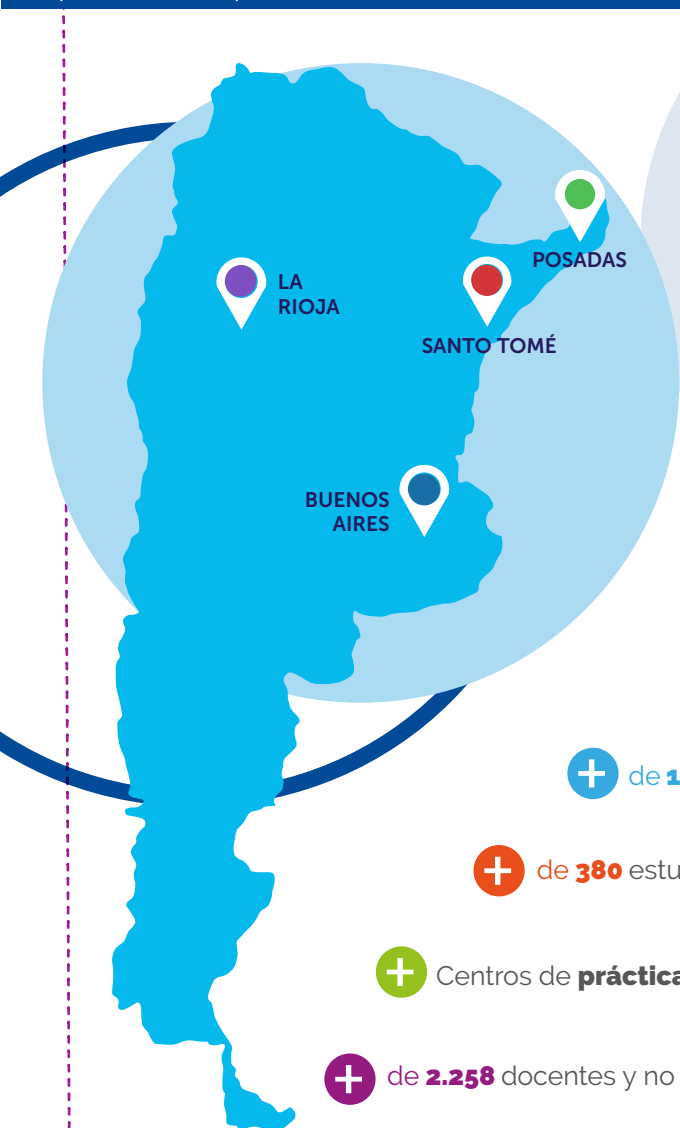 POSADAS
LA
RIOJA
SANTO TOMÉ
BUENOS
AIRES
de 1
de 380 estu
Centros de práctica
de 2.258 docentes y no